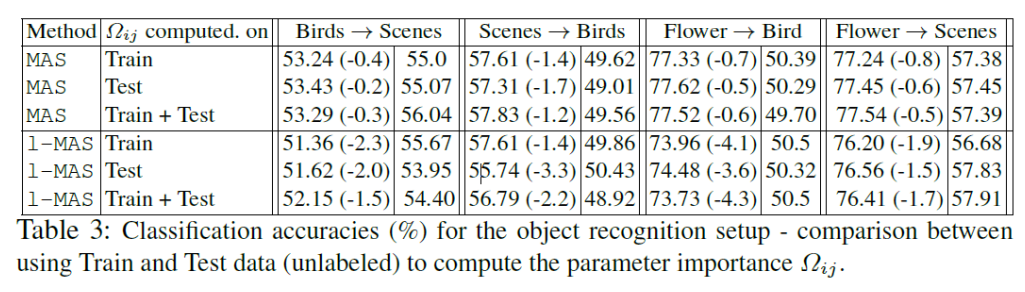 Method Ωij computed. on Birds → Scenes Scenes → Birds Flower → Bird Flower → Scenes
MAS Train 53.24 (-0.4) 55.0 57.61 (-1.4) 49.62 77.33 (-0.7) 50.39 77.24 (-0.8) 57.38
MAS Test 53.43 (-0.2) 55.07 57.31 (-1.7) 49.01 77.62 (-0.5) 50.29 77.45 (-0.6) 57.45
MAS Train + Test 53.29 (-0.3) 56.04 57.83 (-1.2) 49.56 77.52 (-0.6) 49.70 77.54 (-0.5) 57.39
l-MAS Train 51.36 (-2.3) 55.67 57.61 (-1.4) 49.86 73.96 (-4.1) 50.5 76.20 (-1.9) 56.68
l-MAS Test 51.62 (-2.0) 53.95 55.74 (-3.3) 50.43 74.48 (-3.6) 50.32 76.56 (-1.5) 57.83
l-MAS Train + Test 52.15 (-1.5) 54.40 56.79 (-2.2) 48.92 73.73 (-4.3) 50.5 76.41 (-1.7) 57.91
Table 3: Classification accuracies (%) for the object recognition setup - comparison between
using Train and Test data (unlabeled) to compute the parameter importance Ωij.